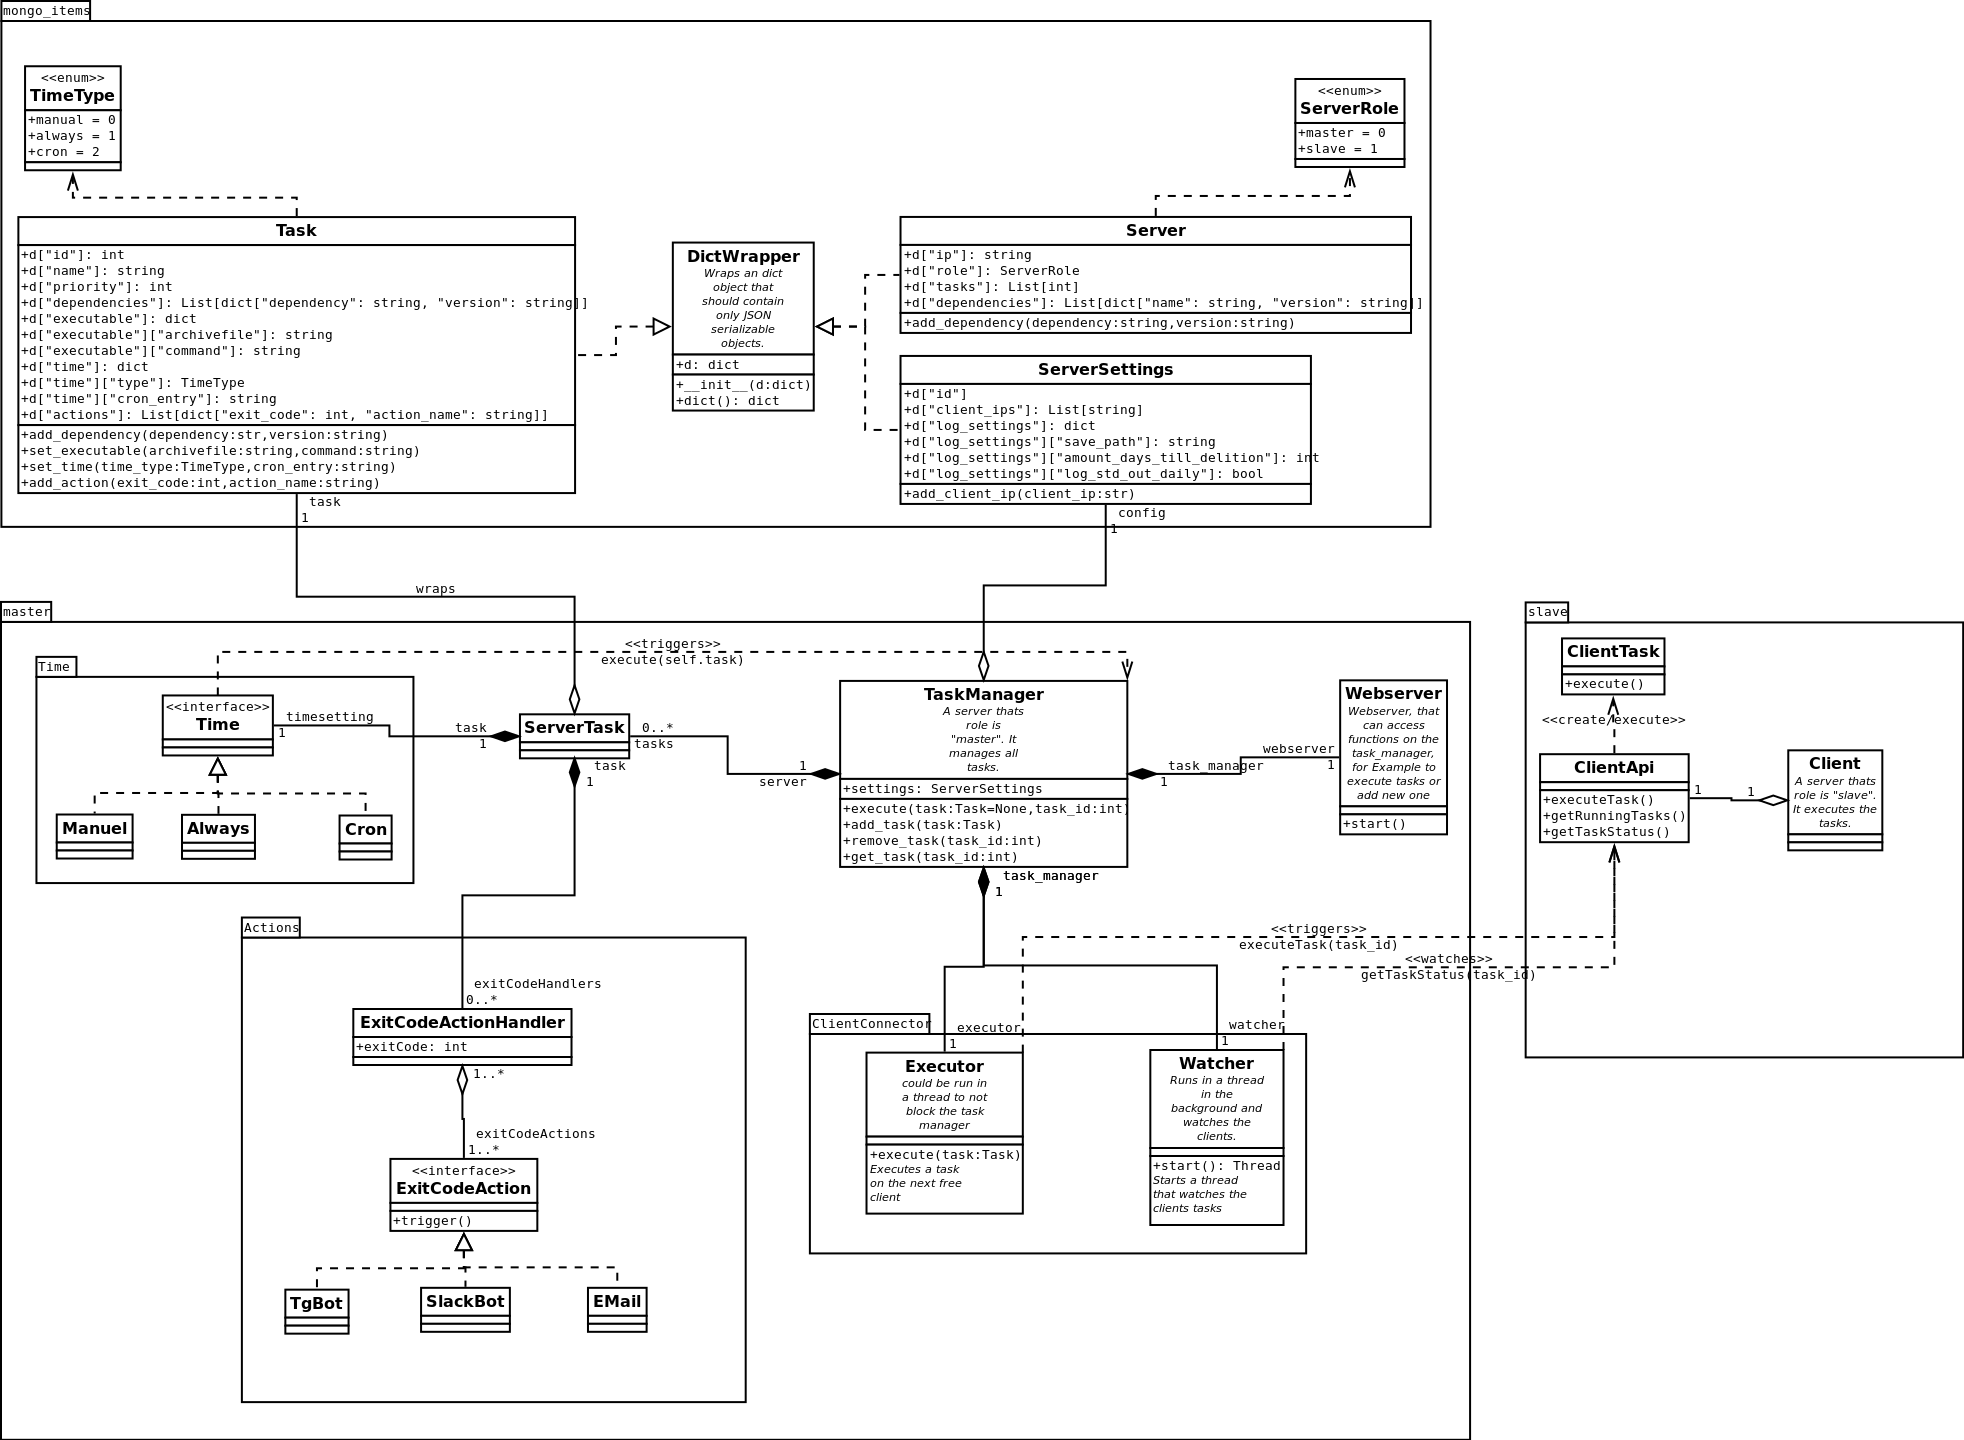 mongo_items
<<enum>>
TimeType
+manual = 0
+always = 1
+cron = 2
<<enum>>
ServerRole
+master = 0
+slave = 1
Task
+d["id"]: int
+d["name"]: string
+d["priority"]: int
+d["dependencies"]: List[dict["dependency": string, "version": string]]
+d["executable"]: dict
+d["executable"]["archivefile"]: string
+d["executable"]["command"]: string
+d["time"]: dict
+d["time"]["type"]: TimeType
+d["time"]["cron_entry"]: string
+d["actions"]: List[dict["exit_code": int, "action_name": string]]
+add_dependency(dependency:str,version:string)
+set_executable(archivefile:string,command:string)
+set_time(time_type:TimeType,cron_entry:string)
+add_action(exit_code:int,action_name:string)
task
1
DictWrapper
Wraps an dict
object that
should contain
only JSON
serializable
objects.
+d: dict
+__init__(d:dict)
+dict(): dict
Server
+d["ip"]: string
+d["role"]: ServerRole
+d["tasks"]: List[int]
+d["dependencies"]: List[dict["name": string, "version": string]]
+add_dependency(dependency:string,version:string)
ServerSettings
+d["id"]
+d["client_ips"]: List[string]
+d["log_settings"]: dict
+d["log_settings"]["save_path"]: string
+d["log_settings"]["amount_days_till_delition"]: int
+d["log_settings"]["log_std_out_daily"]: bool
+add_client_ip(client_ip:str)
config
1
wraps
master
<<triggers>>
execute(self.task)
Time
<<interface>>
Time
timesetting
1
task
1
ServerTask
0..*
tasks
task
1
1
server
Manuel
Always
Cron
TaskManager
A server thats
role is
"master". It
manages all
tasks.
+settings: ServerSettings
+execute(task:Task=None,task_id:int)
+add_task(task:Task)
+remove_task(task_id:int)
+get_task(task_id:int)
task_manager
1
task_manager
1
webserver
1
Webserver
Webserver, that
can access
functions on the
task_manager,
for Example to
execute tasks or
add new one
+start()
slave
ClientTask
+execute()
<<create/execute>>
ClientApi
+executeTask()
+getRunningTasks()
+getTaskStatus()
1
1
Client
A server thats
role is "slave".
It executes the
tasks.
<<triggers>>
executeTask(task_id)
<<watches>>
getTaskStatus(task_id)
Actions
exitCodeHandlers
0..*
ExitCodeActionHandler
+exitCode: int
1..*
exitCodeActions
1..*
<<interface>>
ExitCodeAction
+trigger()
TgBot
SlackBot
EMail
ClientConnector
executor
1
watcher
1
Executor
could be run in
a thread to not
block the task
manager
+execute(task:Task)
Executes a task
on the next free
client
Watcher
Runs in a thread
in the
background and
watches the
clients.
+start(): Thread
Starts a thread
that watches the
clients tasks